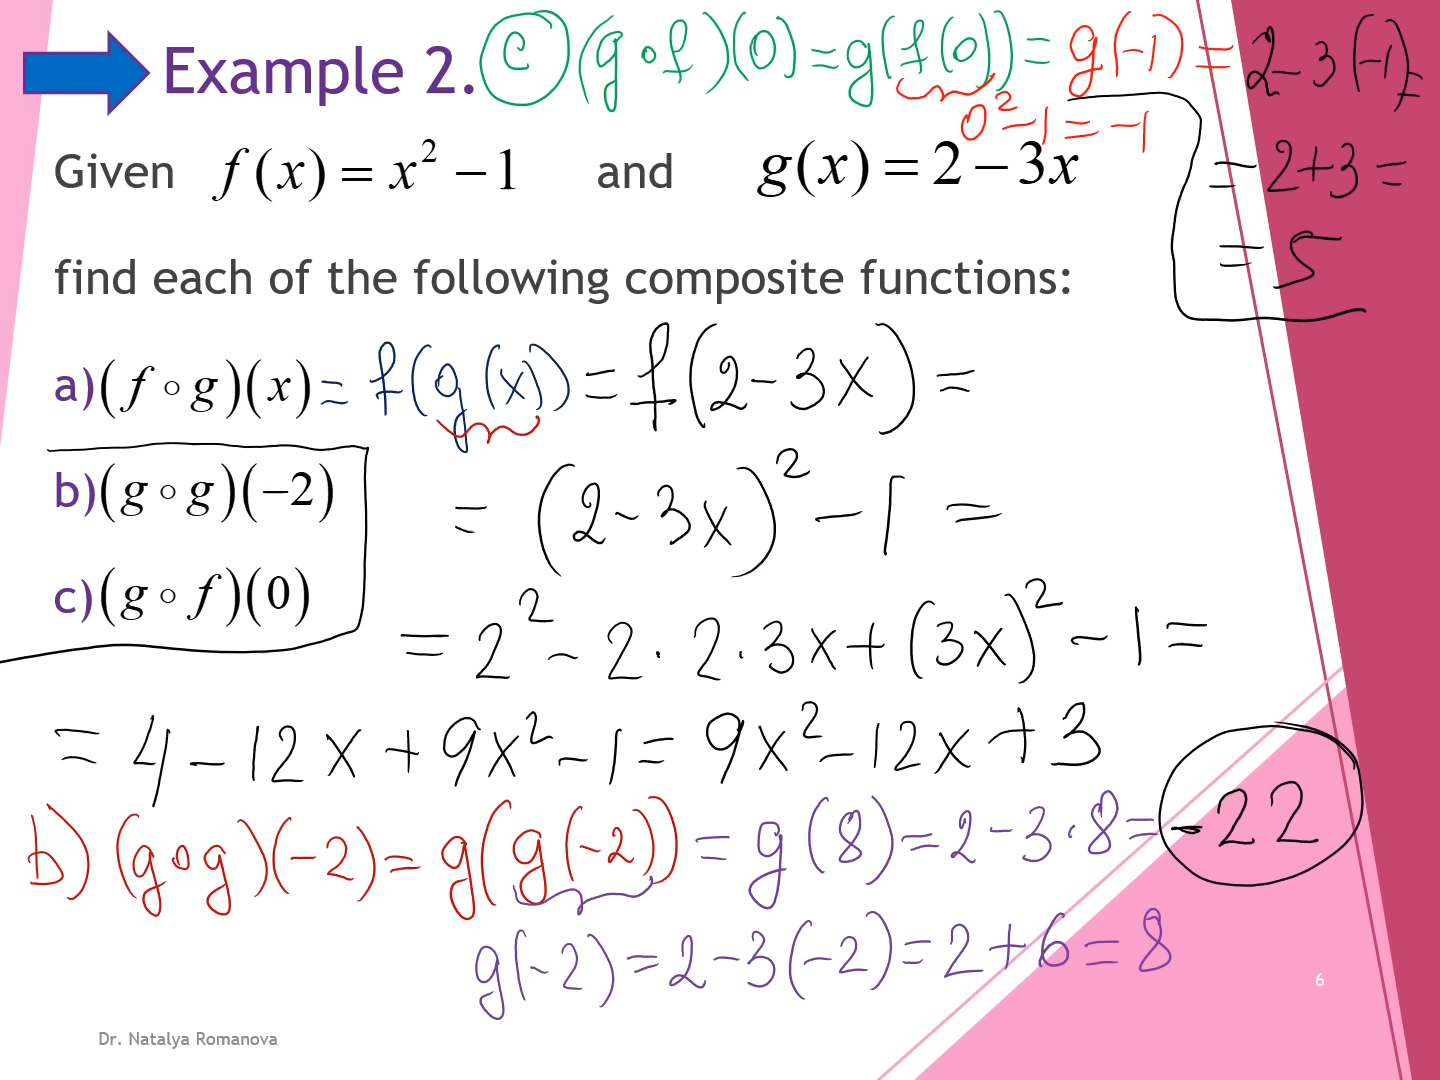 Example 2. c) (g∘f)(0) = g(f(0)) = g(-1) = 2-3(-1) =
0² - 1 = -1
= 2+3 =
= 5
Given f(x) = x² − 1 and g(x) = 2 − 3x
find each of the following composite functions:
a) (f ∘ g)(x) = f(g(x)) = f(2-3x) =
b) (g ∘ g)(−2)
= (2-3x)² - 1 =
c) (g ∘ f)(0)
= 2² - 2·2·3x + (3x)² - 1 =
= 4 - 12x + 9x² - 1 = 9x² - 12x + 3
b) (g∘g)(-2) = g(g(-2)) = g(8) = 2-3·8 = -22
g(-2) = 2-3(-2) = 2+6 = 8
6
Dr. Natalya Romanova